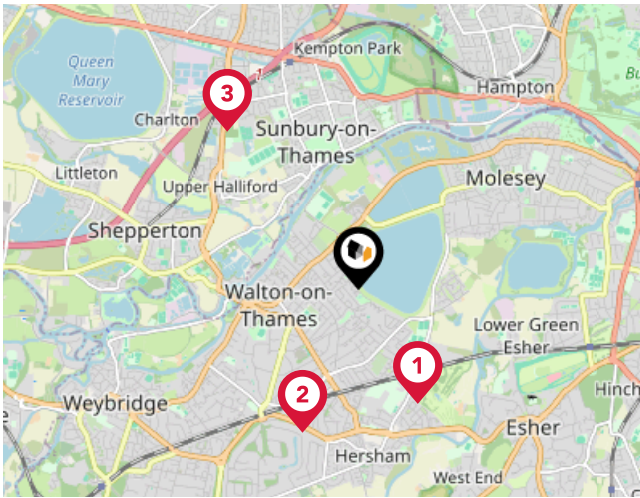 Kempton Park
Queen
Mary
Reservoir
Hampton
3
Charlton
Sunbury-on-
Thames
Littleton
Upper Halliford
Molesey
Shepperton
Walton-on-
Thames
Lower Green
Esher
1
2
Weybridge
Hinch
Esher
Hersham
West End